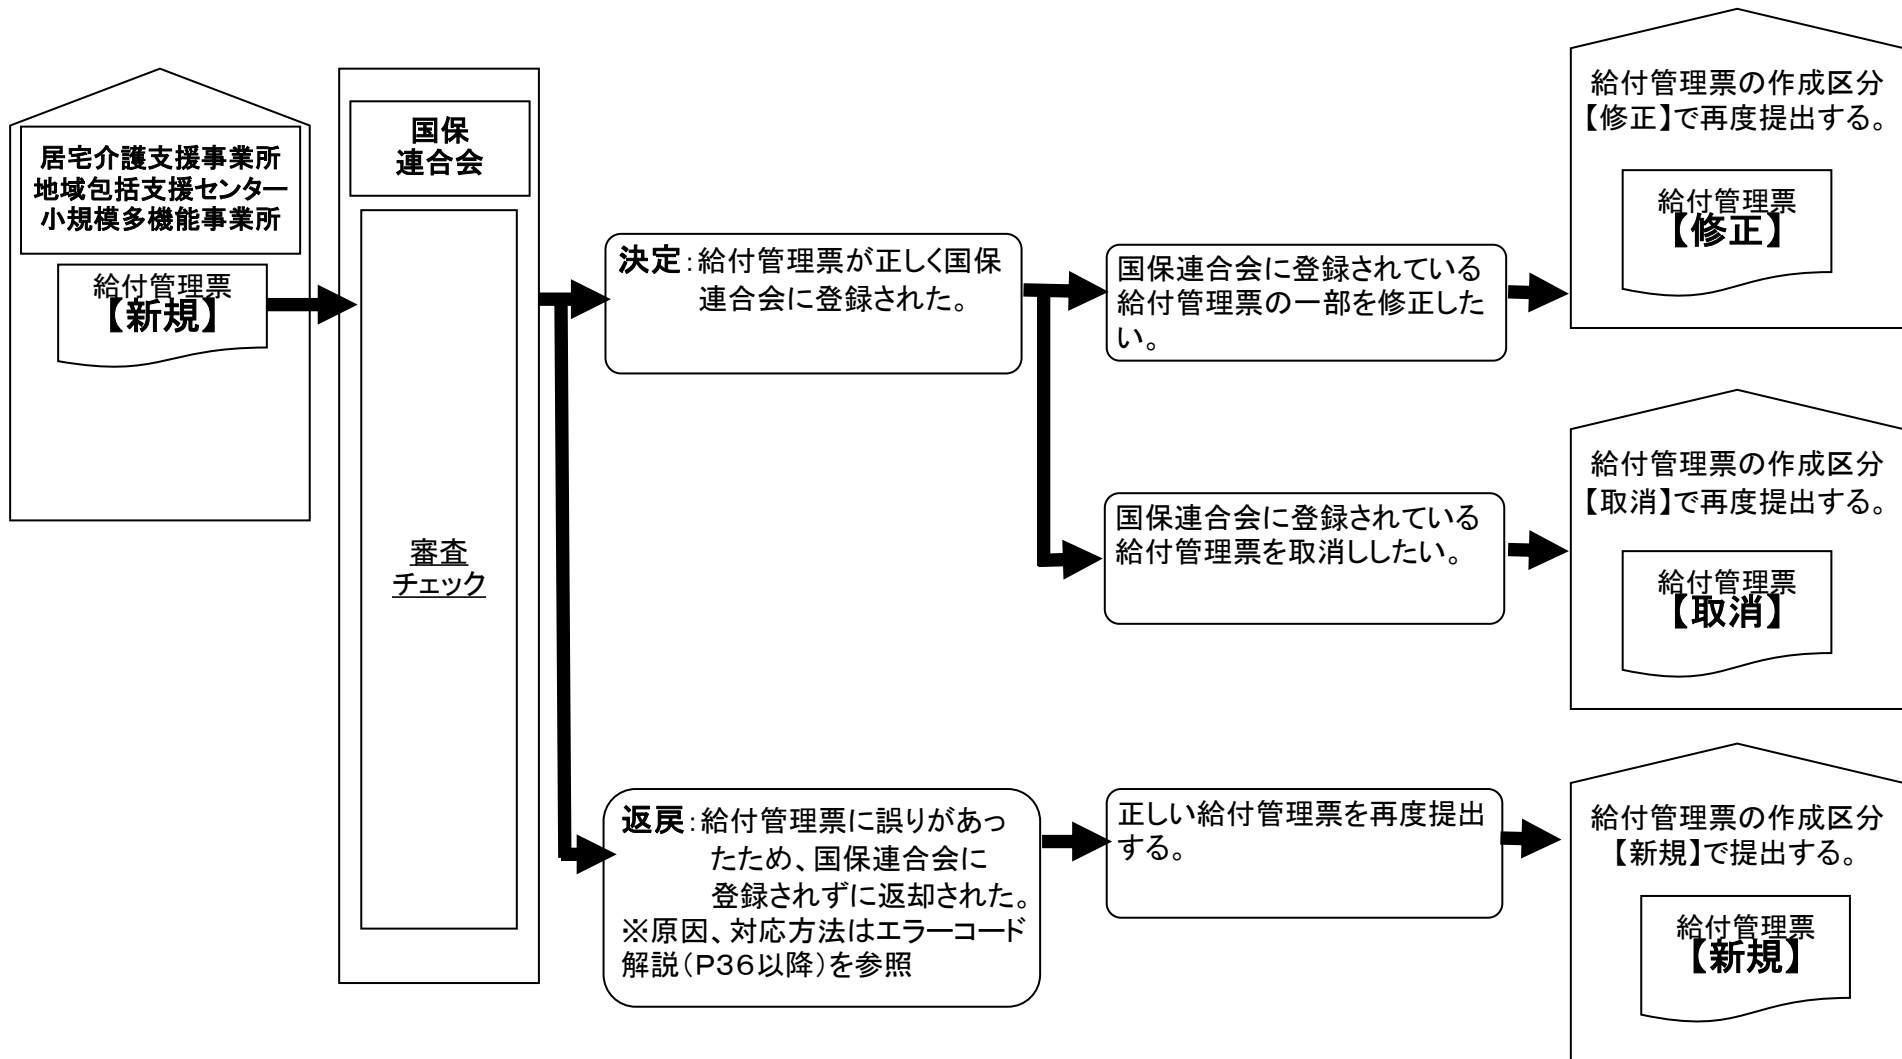 居宅介護支援事業所
地域包括支援センター
小規模多機能事業所
給付管理票
【新規】
国保
連合会
審査
チェック
決定：給付管理票が正しく国保
連合会に登録された。
国保連合会に登録されている
給付管理票の一部を修正した
い。
給付管理票の作成区分
【修正】で再度提出する。
給付管理票
【修正】
国保連合会に登録されている
給付管理票を取消ししたい。
給付管理票の作成区分
【取消】で再度提出する。
給付管理票
【取消】
返戻：給付管理票に誤りがあっ
たため、国保連合会に
登録されずに返却された。
※原因、対応方法はエラーコード
解説（Ｐ３６以降）を参照
正しい給付管理票を再度提出
する。
給付管理票の作成区分
【新規】で提出する。
給付管理票
【新規】